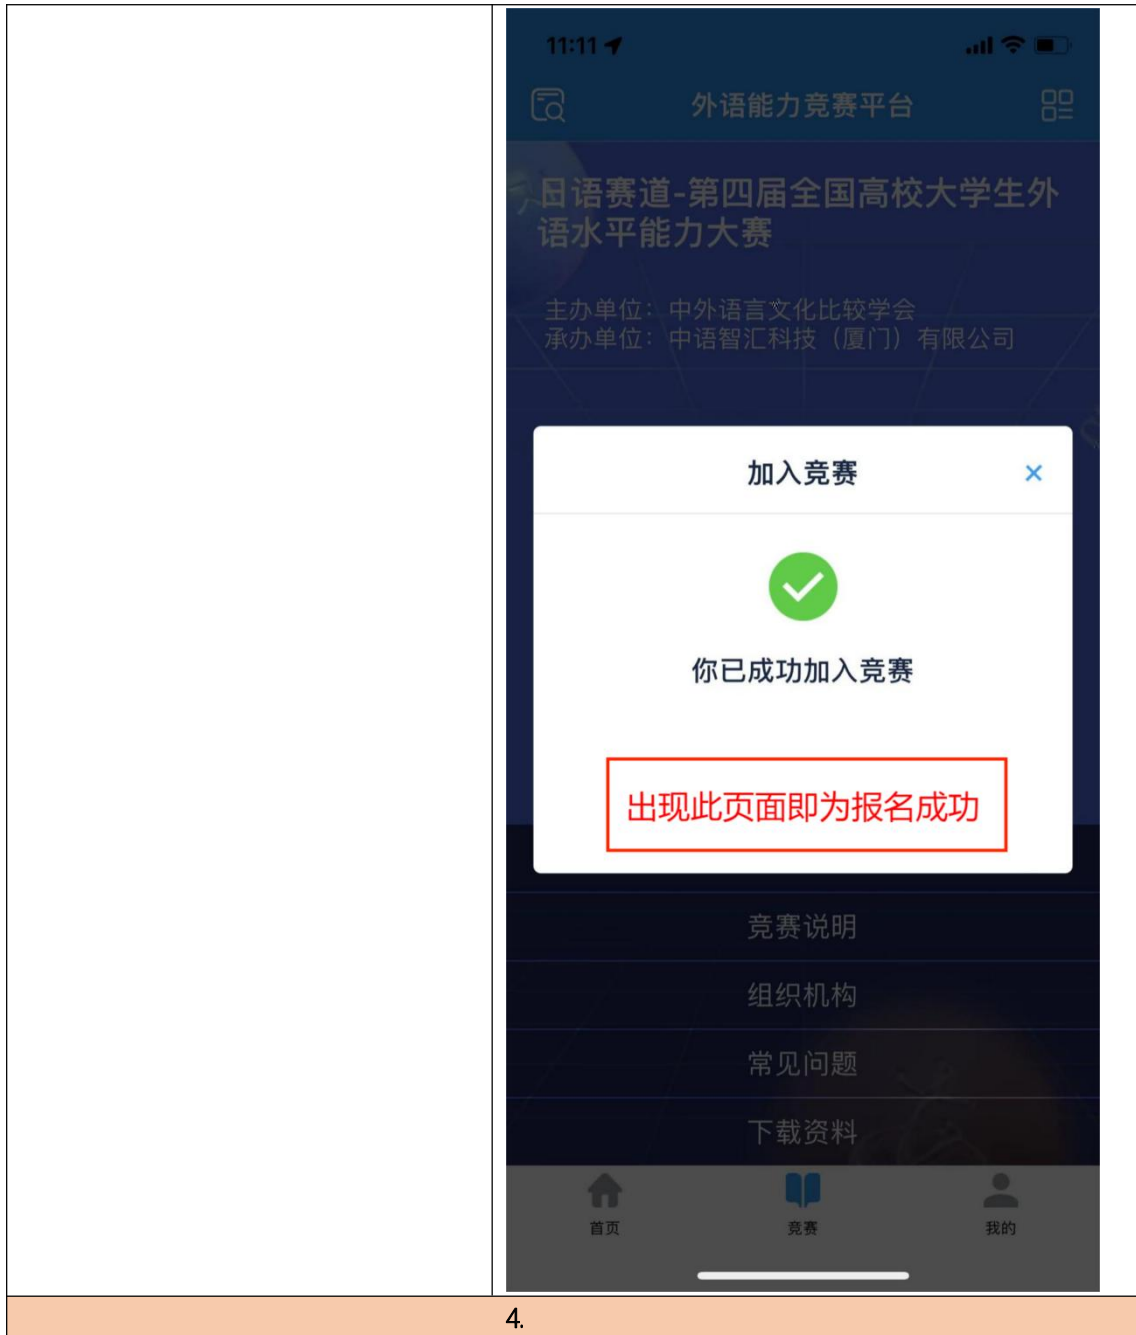 11:11
外语能力竞赛平台
日语赛道-第四届全国高校大学生外
语水平能力大赛
主办单位：中外语言文化比较学会
承办单位：中语智汇科技（厦门）有限公司
加入竞赛
你已成功加入竞赛
出现此页面即为报名成功
竞赛说明
组织机构
常见问题
下载资料
首页
竞赛
我的
4.